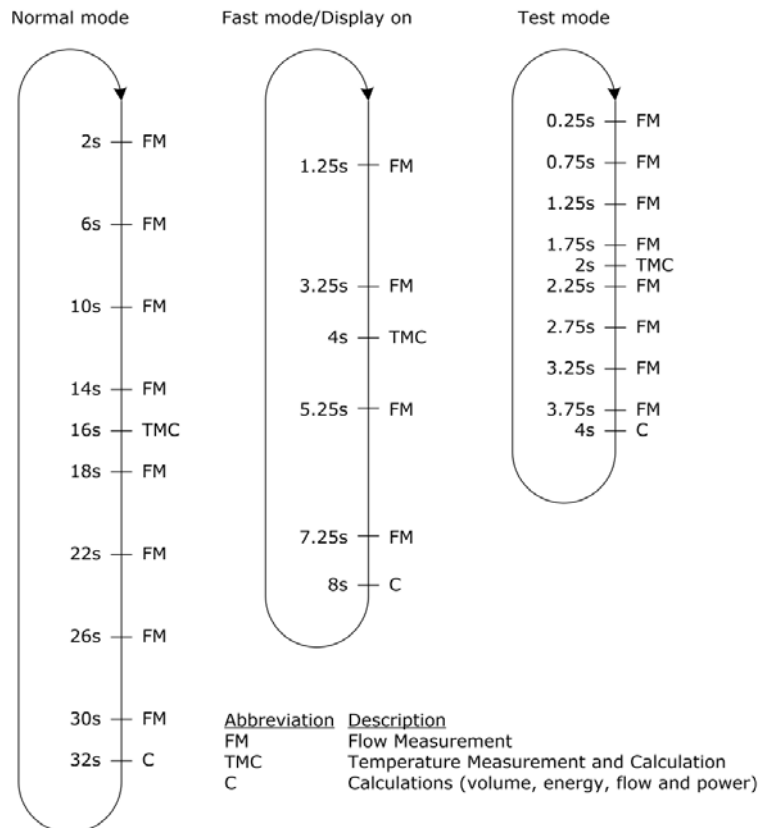 Normal mode
2s FM
6s FM
10s FM
14s FM
16s TMC
18s FM
22s FM
26s FM
30s FM
32s C
Fast mode/Display on
1.25s FM
3.25s FM
4s TMC
5.25s FM
7.25s FM
8s C
Test mode
0.25s FM
0.75s FM
1.25s FM
1.75s FM
2s TMC
2.25s FM
2.75s FM
3.25s FM
3.75s FM
4s C
Abbreviation Description
FM Flow Measurement
TMC Temperature Measurement and Calculation
C Calculations (volume, energy, flow and power)